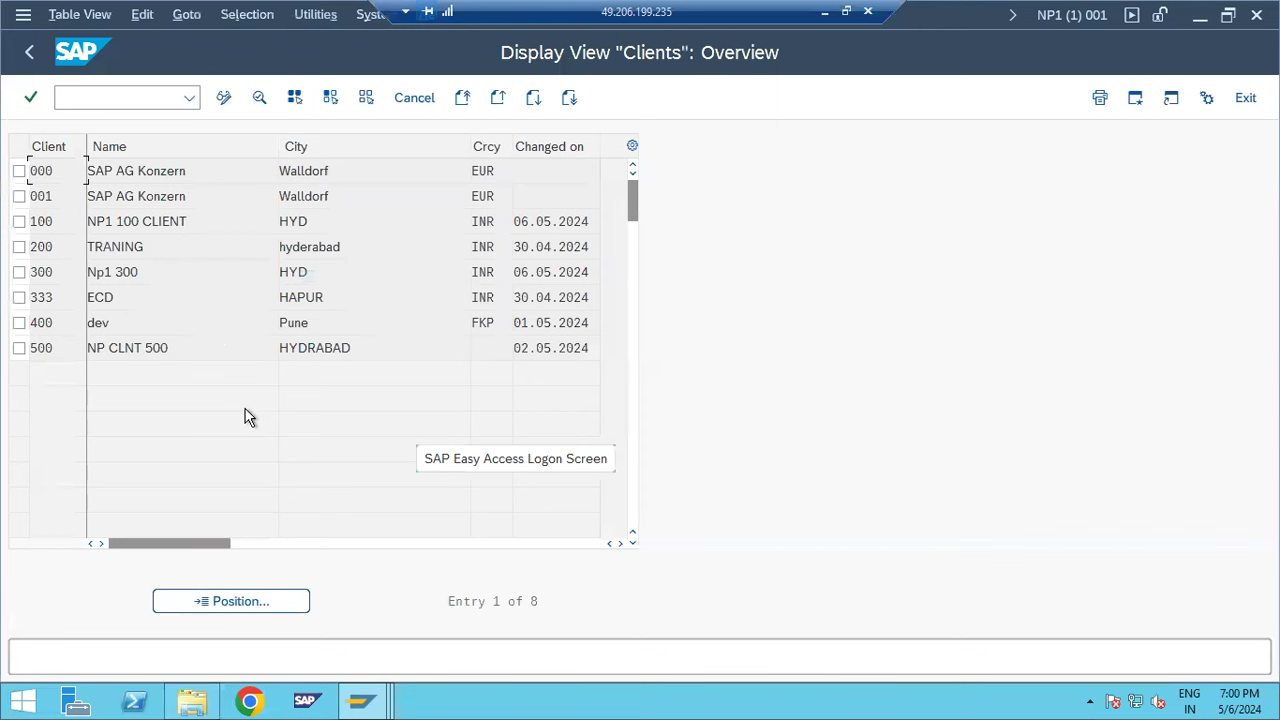 Table View Edit Goto Selection Utilities Syst 49.206.199.235 NP1 (1) 001
SAP Display View "Clients": Overview
Cancel Exit
Client Name City Crcy Changed on
000 SAP AG Konzern Walldorf EUR
001 SAP AG Konzern Walldorf EUR
100 NP1 100 CLIENT HYD INR 06.05.2024
200 TRANING hyderabad INR 30.04.2024
300 Np1 300 HYD INR 06.05.2024
333 ECD HAPUR INR 30.04.2024
400 dev Pune FKP 01.05.2024
500 NP CLNT 500 HYDRABAD 02.05.2024
SAP Easy Access Logon Screen
Position... Entry 1 of 8
SAP ENG 7:00 PM
IN 5/6/2024